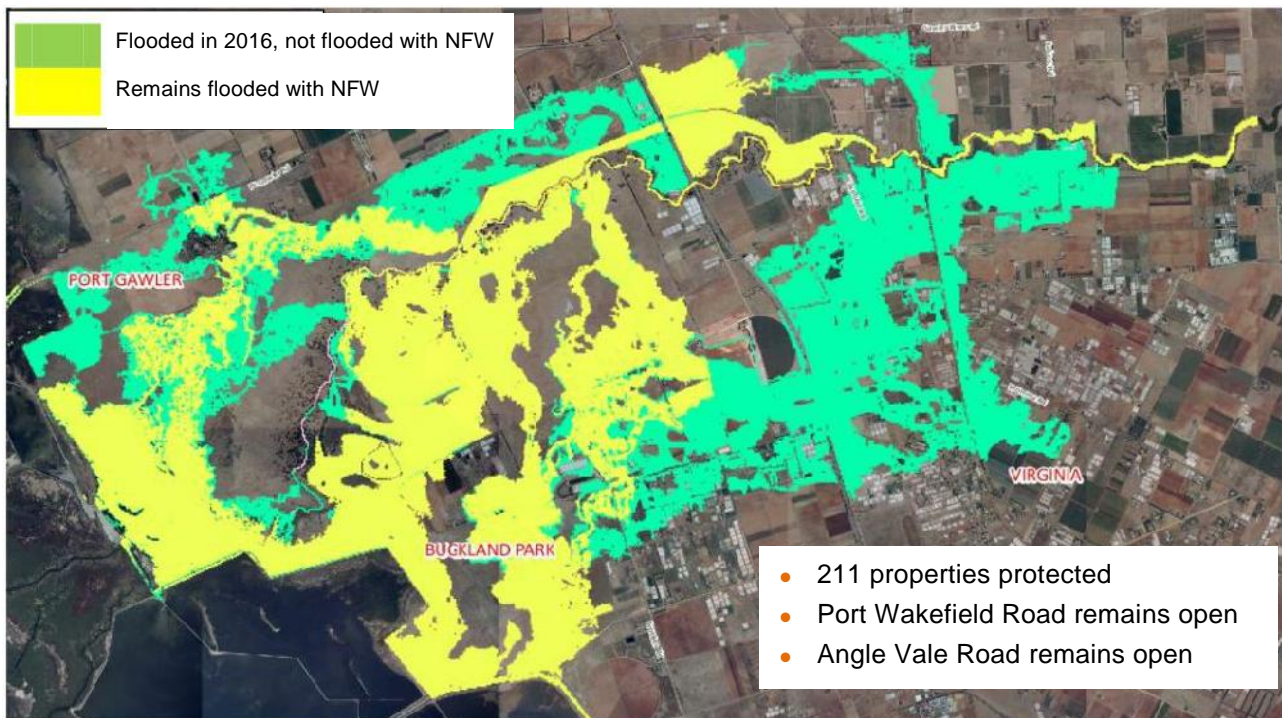 Flooded in 2016, not flooded with NFW
Remains flooded with NFW
PORT GAWLER
VIRGINIA
BUCKLAND PARK
• 211 properties protected
• Port Wakefield Road remains open
• Angle Vale Road remains open